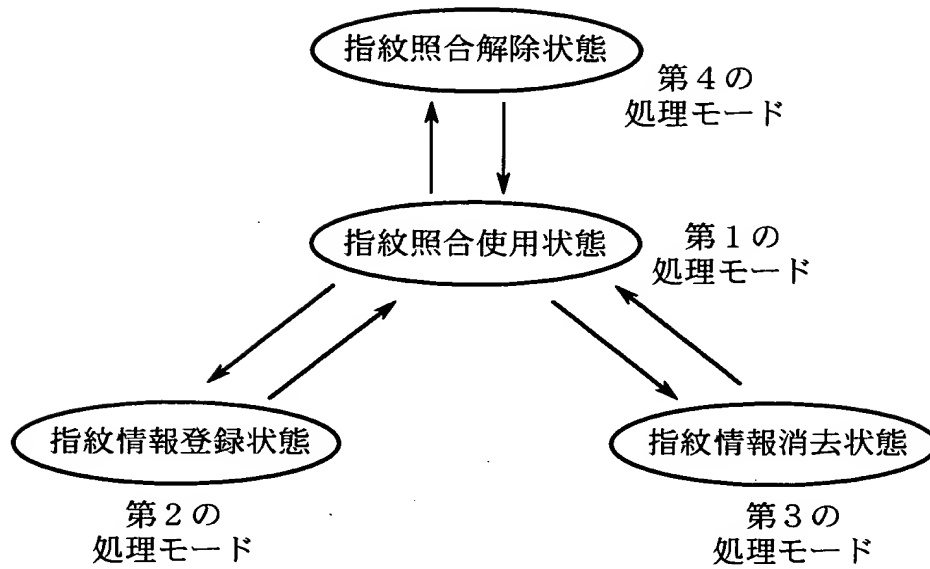 指紋照合解除状態
第4の
処理モード
指紋照合使用状態
第1の
処理モード
指紋情報登録状態
指紋情報消去状態
第2の
処理モード
第3の
処理モード